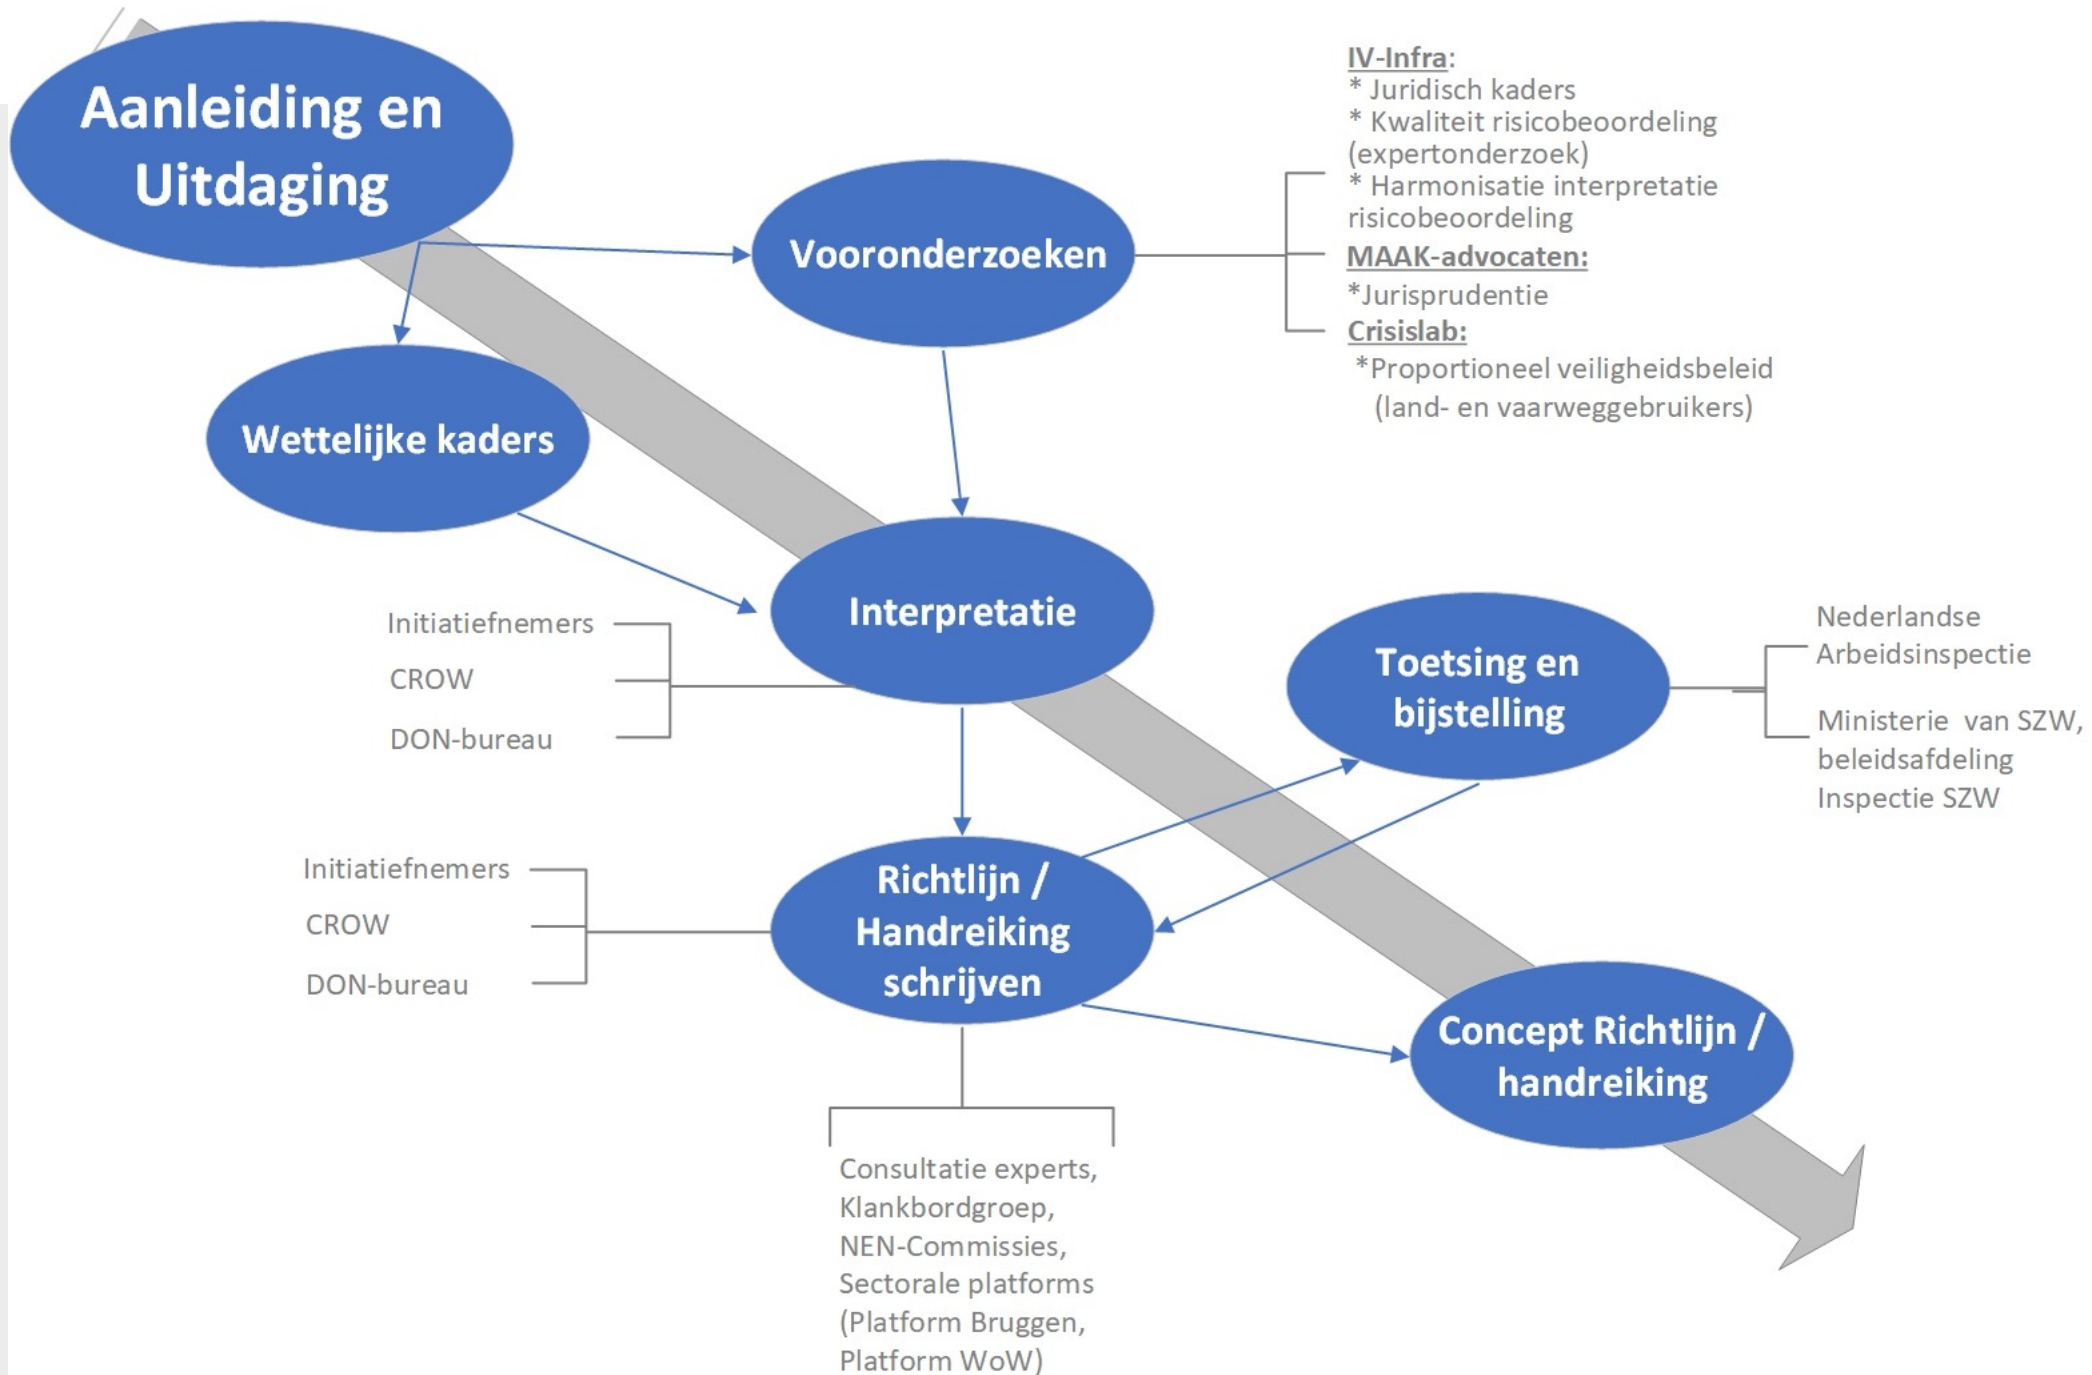 Aanleiding en
Uitdaging
IV-Infra:
* Juridisch kaders
* Kwaliteit risicobeoordeling
(expertonderzoek)
* Harmonisatie interpretatie
risicobeoordeling
MAAK-advocaten:
*Jurisprudentie
Crisislab:
*Proportioneel veiligheidsbeleid
(land- en vaarweggebruikers)
Vooronderzoeken
Wettelijke kaders
Interpretatie
Initiatiefnemers
CROW
DON-bureau
Toetsing en
bijstelling
Nederlandse
Arbeidsinspectie
Ministerie van SZW,
beleidsafdeling
Inspectie SZW
Richtlijn /
Handreiking
schrijven
Initiatiefnemers
CROW
DON-bureau
Concept Richtlijn /
handreiking
Consultatie experts,
Klankbordgroep,
NEN-Commissies,
Sectorale platforms
(Platform Bruggen,
Platform WoW)